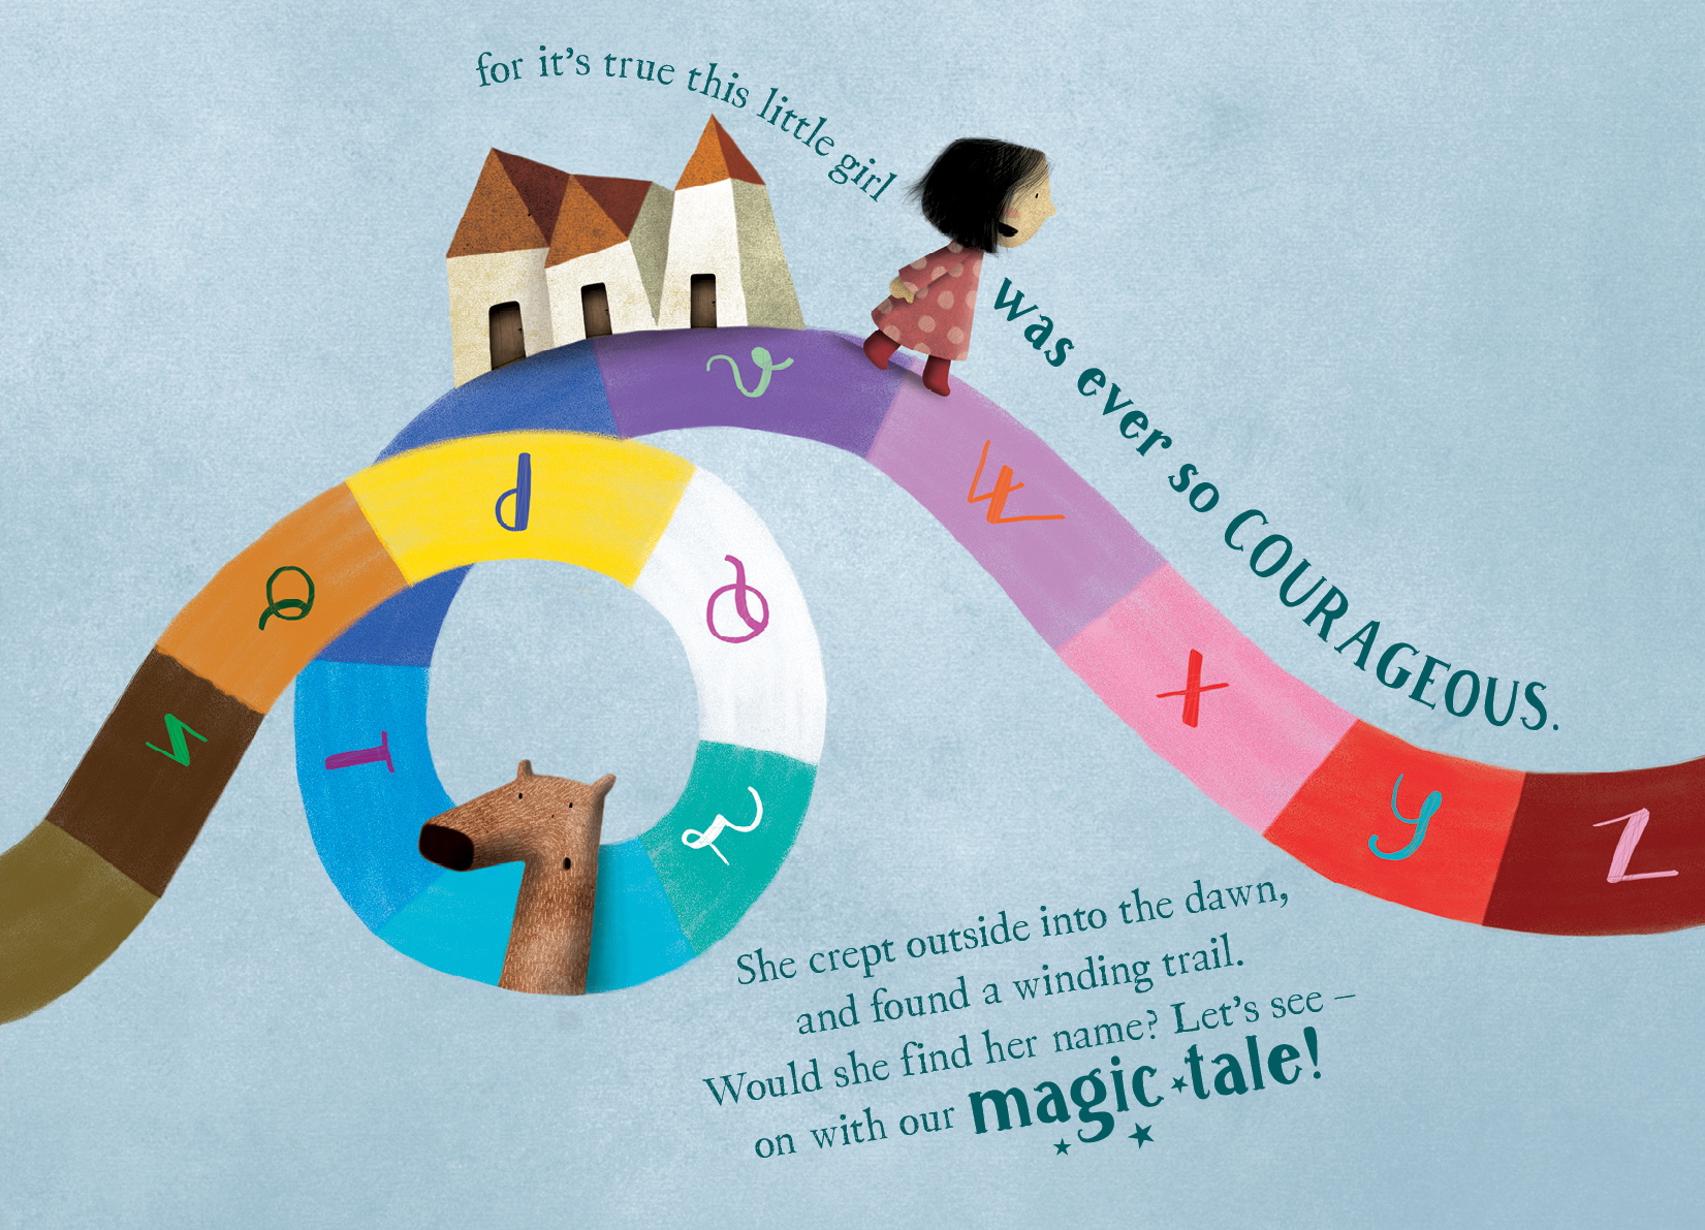 for it's true this little girl
was ever so COURAGEOUS.
N
O
P
Q
R
T
v
w
x
y
z
She crept outside into the dawn,
and found a winding trail.
Would she find her name? Let's see –
on with our magic tale!